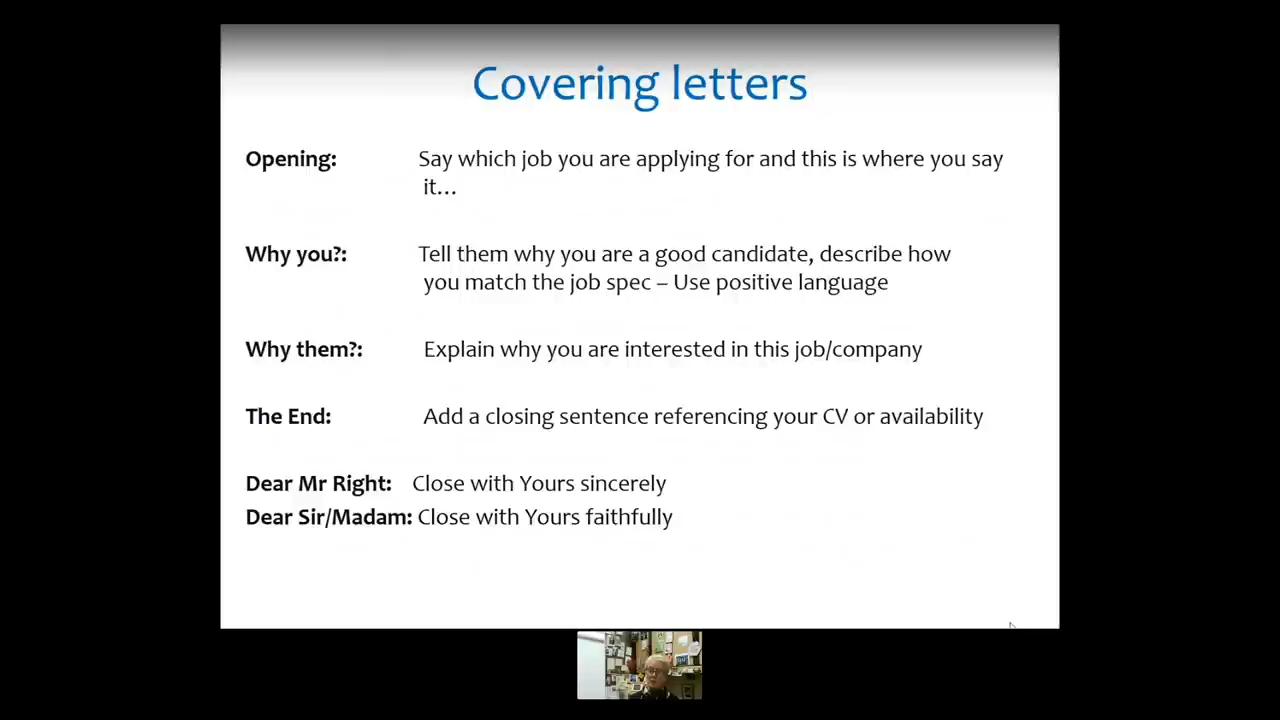 Covering letters
Opening: Say which job you are applying for and this is where you say
it…
Why you?: Tell them why you are a good candidate, describe how
you match the job spec – Use positive language
Why them?: Explain why you are interested in this job/company
The End: Add a closing sentence referencing your CV or availability
Dear Mr Right: Close with Yours sincerely
Dear Sir/Madam: Close with Yours faithfully